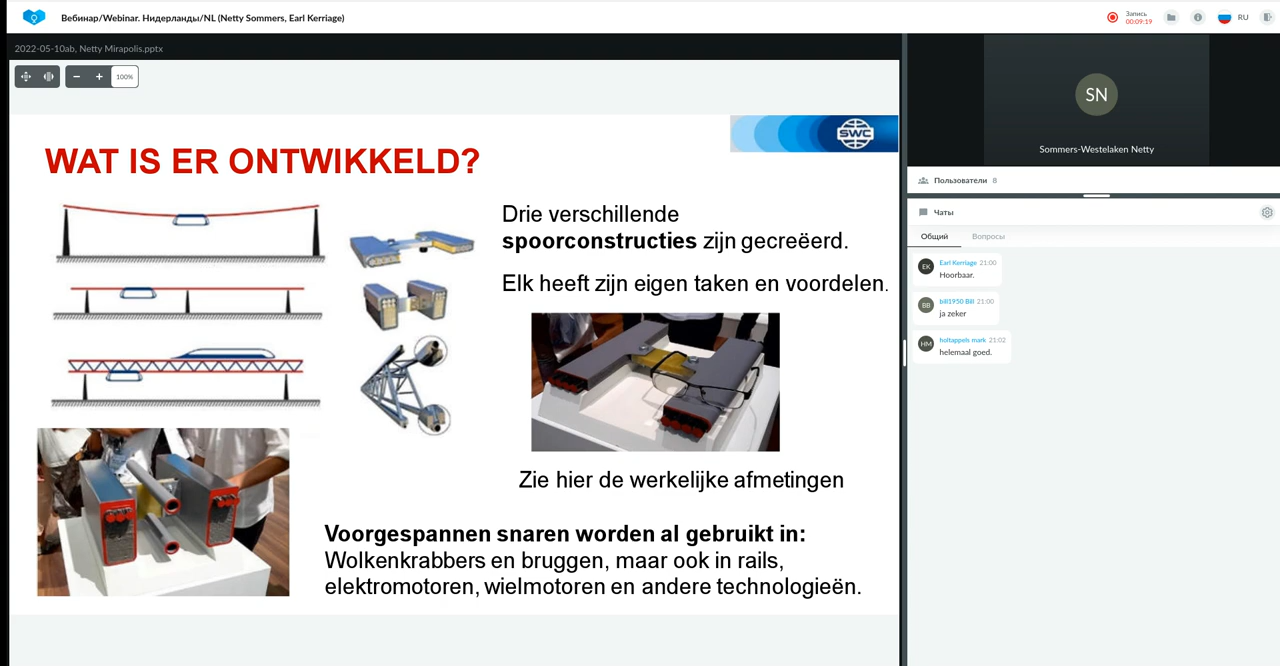 Вебинар/Webinar. Нидерланды/NL (Netty Sommers, Earl Kerriage)
Запись
00:09:19
RU
2022-05-10ab, Netty Mirapolis.pptx
100%
SWC
WAT IS ER ONTWIKKELD?
Drie verschillende
spoorconstructies zijn gecreëerd.
Elk heeft zijn eigen taken en voordelen.
Zie hier de werkelijke afmetingen
Voorgespannen snaren worden al gebruikt in:
Wolkenkrabbers en bruggen, maar ook in rails,
elektromotoren, wielmotoren en andere technologieën.
SN
Sommers-Westelaken Netty
Пользователи 8
Чаты
Общий Вопросы
EK Earl Kerriage 21:00
Hoorbaar.
BB bill1950 Bill 21:00
ja zeker
HM holtappels mark 21:02
helemaal goed.